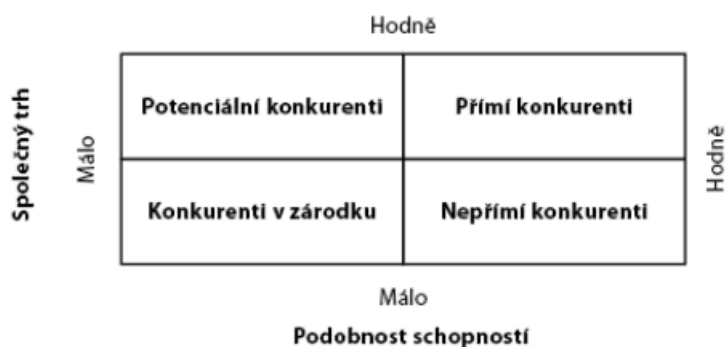 Hodně
Společný trh
Málo
Potenciální konkurenti
Přímí konkurenti
Hodně
Konkurenti v zárodku
Nepřímí konkurenti
Málo
Podobnost schopností